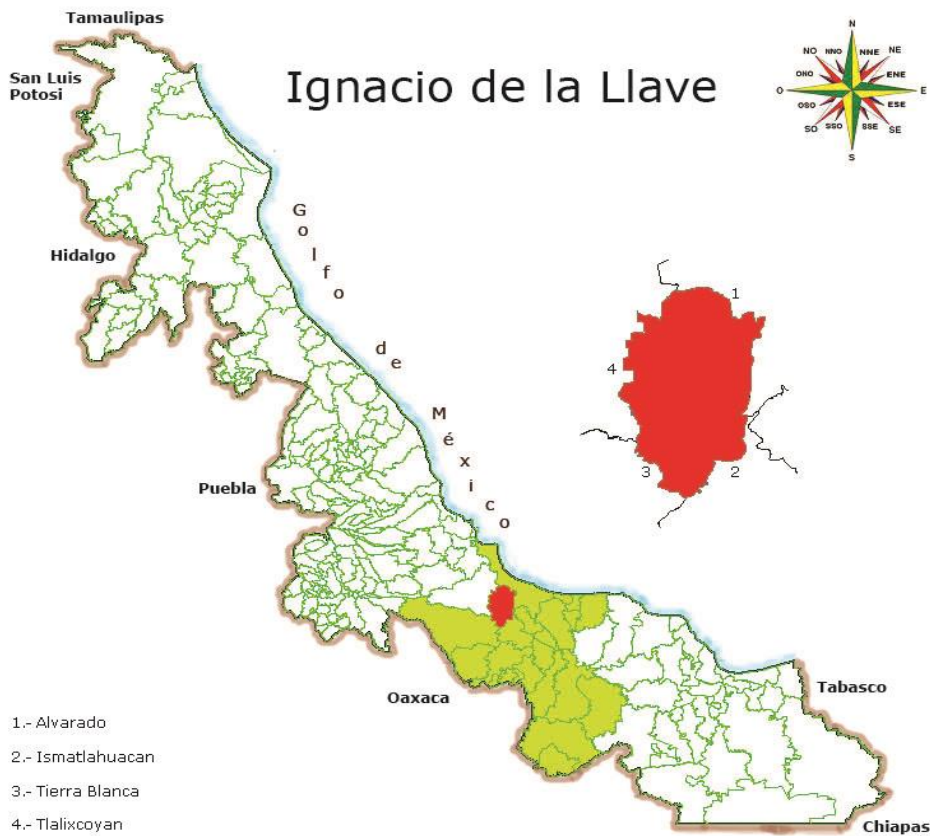 Tamaulipas
San Luis
Potosi
Ignacio de la Llave
N
NNO
NNE
NO
NE
ONO
ENE
O
E
OSO
ESE
SO
SSO
SSE
SE
S
Hidalgo
Golfo de México
1
4
3
2
Puebla
Oaxaca
Tabasco
Chiapas
1.- Alvarado
2.- Ismatlahuacan
3.- Tierra Blanca
4.- Tlalixcoyan